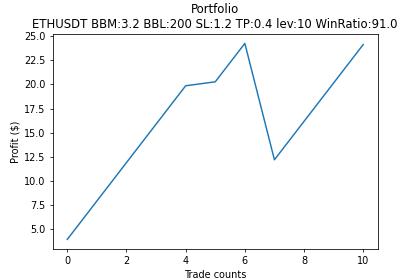 Portfolio
ETHUSDT BBM:3.2 BBL:200 SL:1.2 TP:0.4 lev:10 WinRatio:91.0
25.0
22.5
20.0
17.5
15.0
12.5
10.0
7.5
5.0
Profit ($)
0 2 4 6 8 10
Trade counts